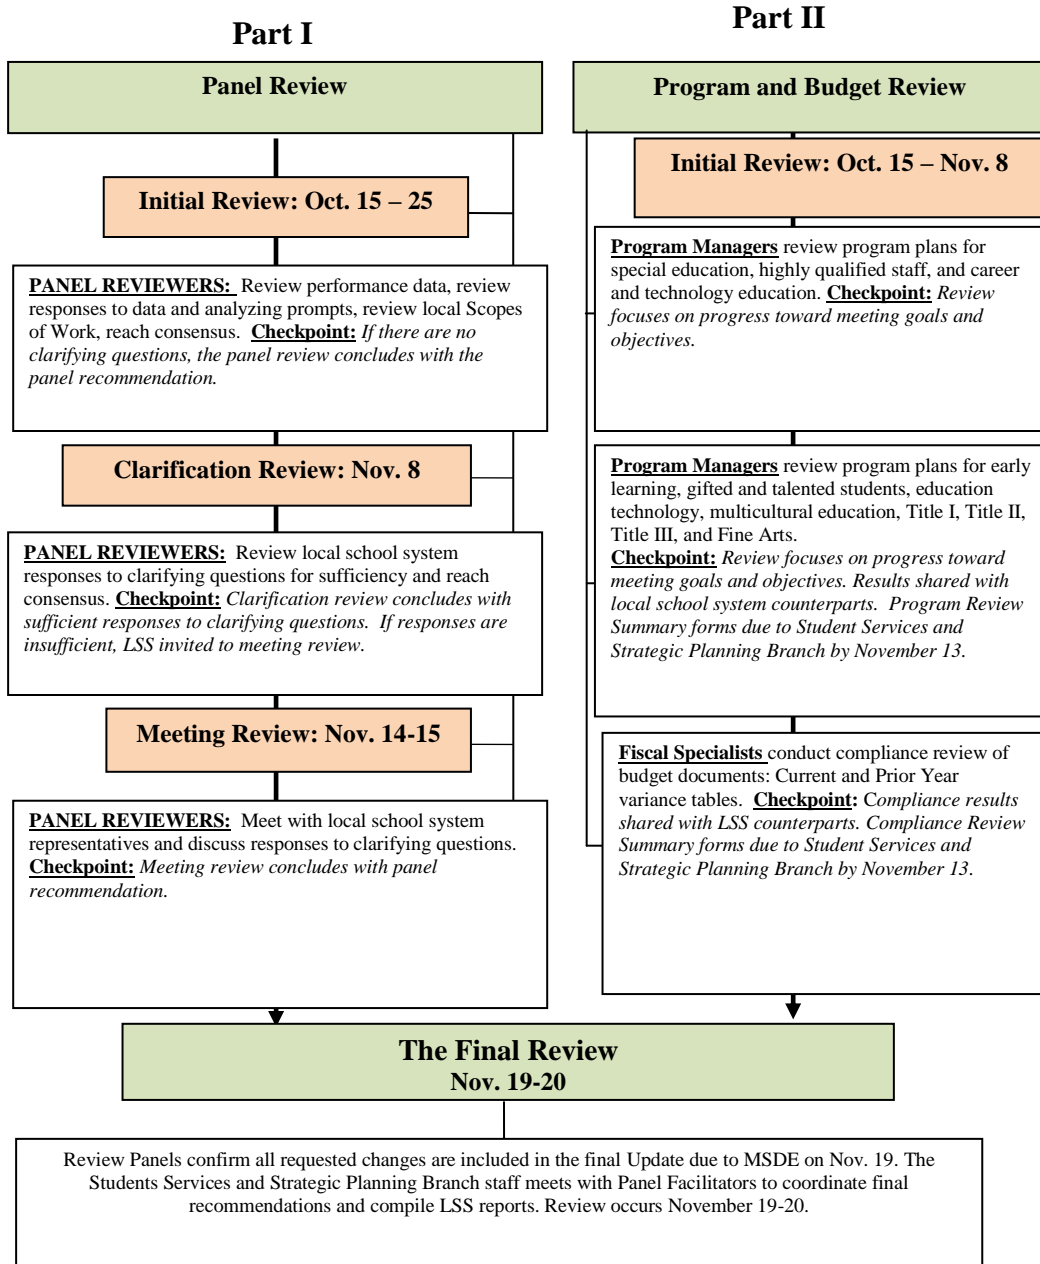 Part I
Panel Review
Initial Review: Oct. 15 – 25
PANEL REVIEWERS: Review performance data, review
responses to data and analyzing prompts, review local Scopes
of Work, reach consensus. Checkpoint: If there are no
clarifying questions, the panel review concludes with the
panel recommendation.
Clarification Review: Nov. 8
PANEL REVIEWERS: Review local school system
responses to clarifying questions for sufficiency and reach
consensus. Checkpoint: Clarification review concludes with
sufficient responses to clarifying questions. If responses are
insufficient, LSS invited to meeting review.
Meeting Review: Nov. 14-15
PANEL REVIEWERS: Meet with local school system
representatives and discuss responses to clarifying questions.
Checkpoint: Meeting review concludes with panel
recommendation.
Part II
Program and Budget Review
Initial Review: Oct. 15 – Nov. 8
Program Managers review program plans for
special education, highly qualified staff, and career
and technology education. Checkpoint: Review
focuses on progress toward meeting goals and
objectives.
Program Managers review program plans for early
learning, gifted and talented students, education
technology, multicultural education, Title I, Title II,
Title III, and Fine Arts.
Checkpoint: Review focuses on progress toward
meeting goals and objectives. Results shared with
local school system counterparts. Program Review
Summary forms due to Student Services and
Strategic Planning Branch by November 13.
Fiscal Specialists conduct compliance review of
budget documents: Current and Prior Year
variance tables. Checkpoint: Compliance results
shared with LSS counterparts. Compliance Review
Summary forms due to Student Services and
Strategic Planning Branch by November 13.
The Final Review
Nov. 19-20
Review Panels confirm all requested changes are included in the final Update due to MSDE on Nov. 19. The
Students Services and Strategic Planning Branch staff meets with Panel Facilitators to coordinate final
recommendations and compile LSS reports. Review occurs November 19-20.